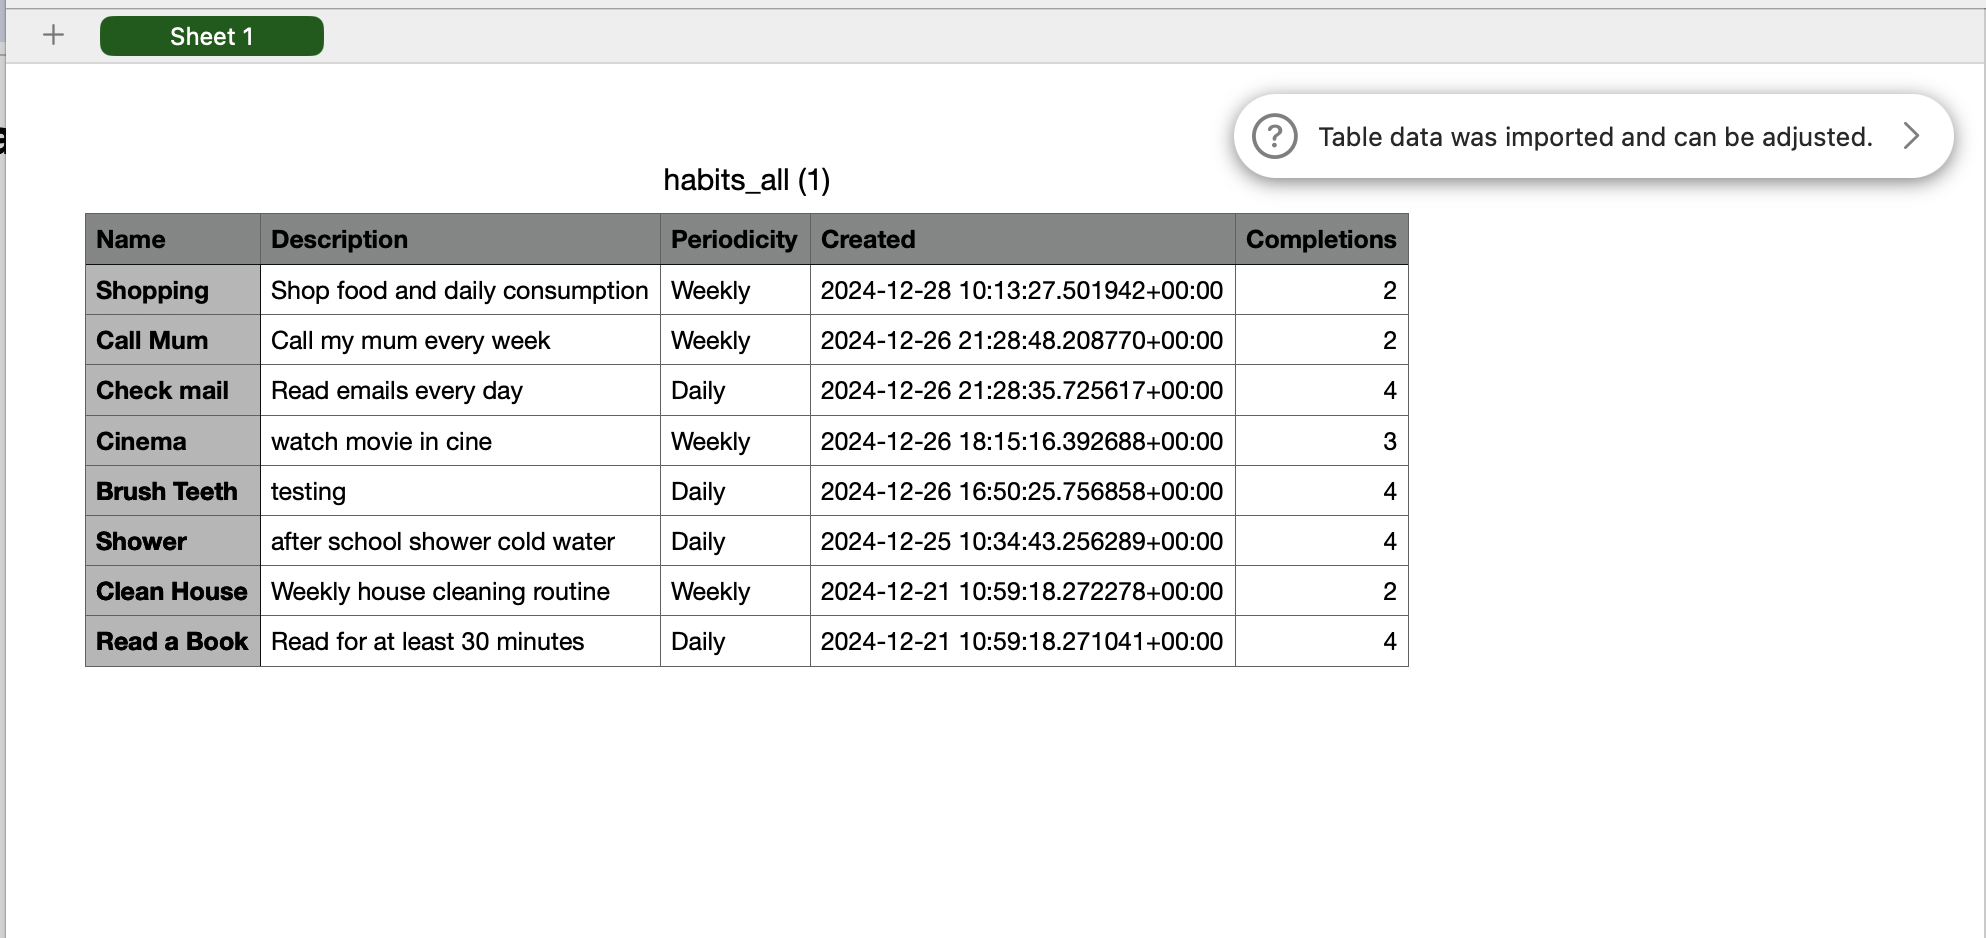 + Sheet 1
? Table data was imported and can be adjusted. >
habits_all (1)
Name Description Periodicity Created Completions
Shopping Shop food and daily consumption Weekly 2024-12-28 10:13:27.501942+00:00 2
Call Mum Call my mum every week Weekly 2024-12-26 21:28:48.208770+00:00 2
Check mail Read emails every day Daily 2024-12-26 21:28:35.725617+00:00 4
Cinema watch movie in cine Weekly 2024-12-26 18:15:16.392688+00:00 3
Brush Teeth testing Daily 2024-12-26 16:50:25.756858+00:00 4
Shower after school shower cold water Daily 2024-12-25 10:34:43.256289+00:00 4
Clean House Weekly house cleaning routine Weekly 2024-12-21 10:59:18.272278+00:00 2
Read a Book Read for at least 30 minutes Daily 2024-12-21 10:59:18.271041+00:00 4